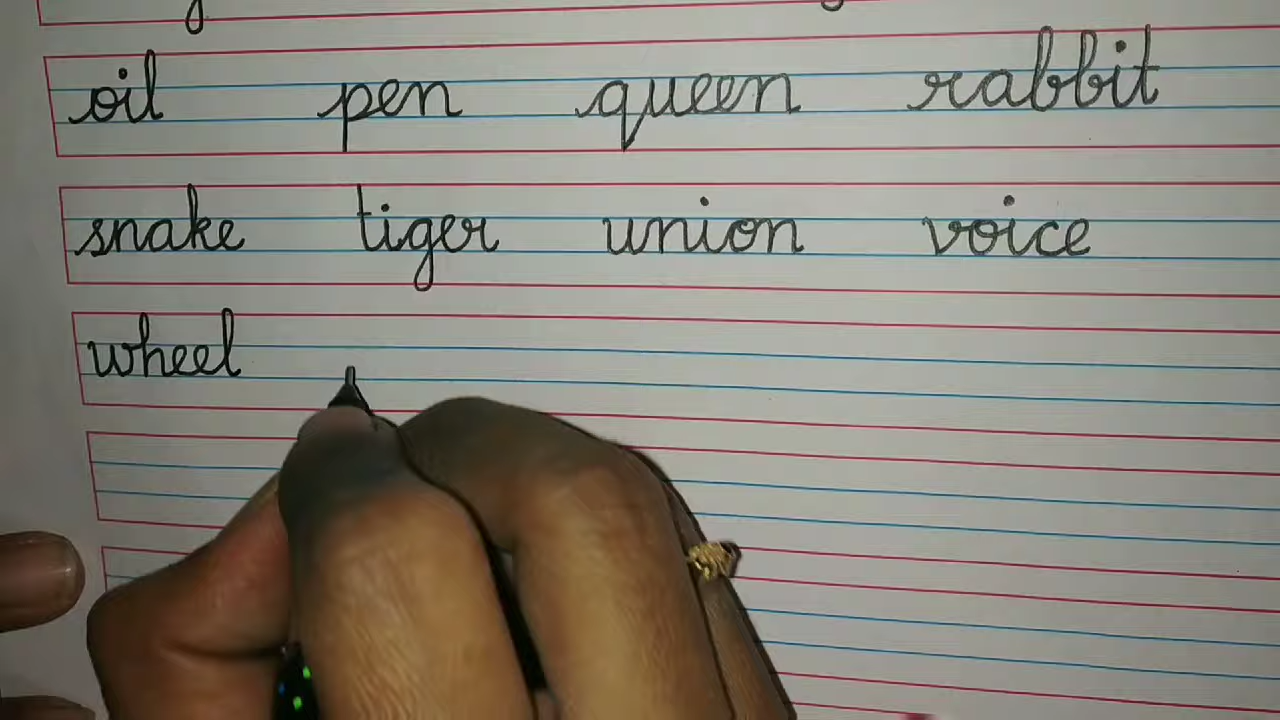 oil pen queen rabbit
snake tiger union voice
wheel